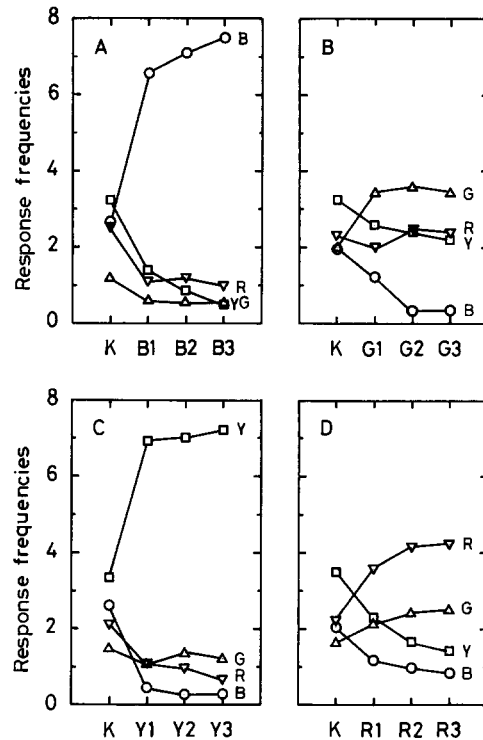 8
A
B
6
4
2
R
YG
0
K B1 B2 B3
Response frequencies
B
G
R
Y
B
K G1 G2 G3
8
C
Y
6
4
2
G
R
B
0
K Y1 Y2 Y3
Response frequencies
D
R
G
Y
B
K R1 R2 R3